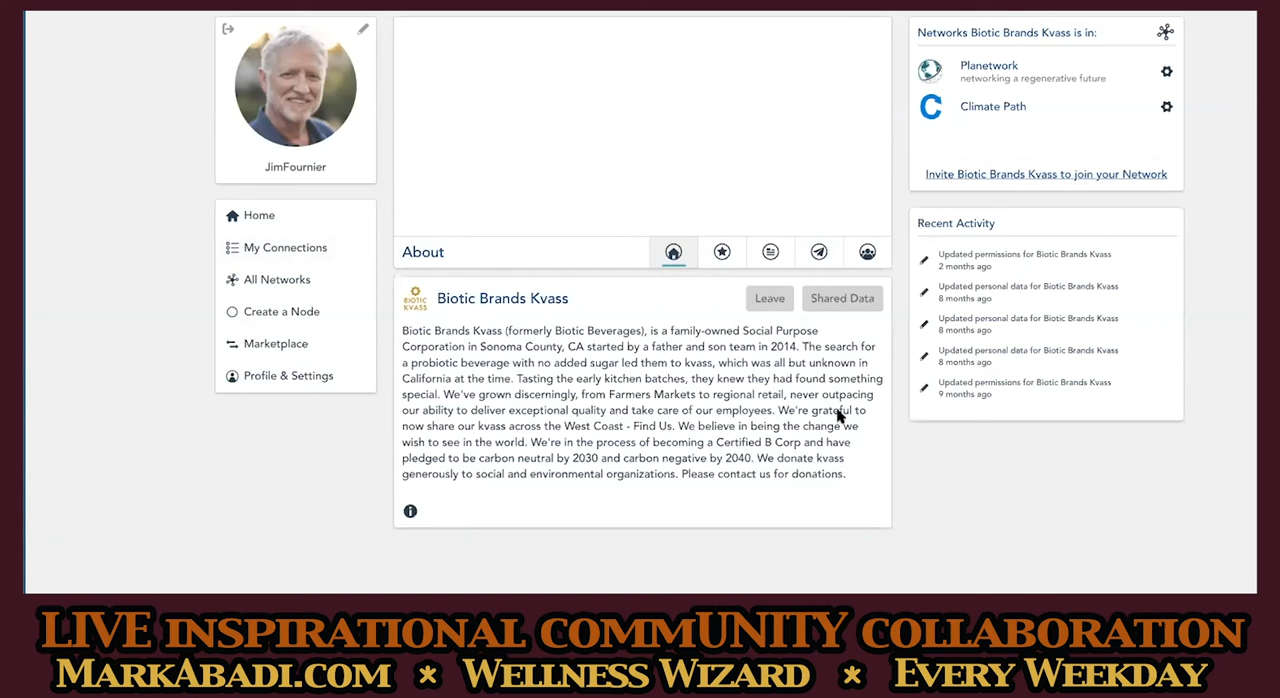 JimFournier
Home
My Connections
All Networks
Create a Node
Marketplace
Profile & Settings
About
BIOTIC
KVASS
Biotic Brands Kvass
Leave
Shared Data
Biotic Brands Kvass (formerly Biotic Beverages), is a family-owned Social Purpose
Corporation in Sonoma County, CA started by a father and son team in 2014. The search for
a probiotic beverage with no added sugar led them to kvass, which was all but unknown in
California at the time. Tasting the early kitchen batches, they knew they had found something
special. We've grown discerningly, from Farmers Markets to regional retail, never outpacing
our ability to deliver exceptional quality and take care of our employees. We're grateful to
now share our kvass across the West Coast - Find Us. We believe in being the change we
wish to see in the world. We're in the process of becoming a Certified B Corp and have
pledged to be carbon neutral by 2030 and carbon negative by 2040. We donate kvass
generously to social and environmental organizations. Please contact us for donations.
Networks Biotic Brands Kvass is in:
Planetwork
networking a regenerative future
Climate Path
Invite Biotic Brands Kvass to join your Network
Recent Activity
Updated permissions for Biotic Brands Kvass
2 months ago
Updated personal data for Biotic Brands Kvass
8 months ago
Updated personal data for Biotic Brands Kvass
8 months ago
Updated personal data for Biotic Brands Kvass
8 months ago
Updated permissions for Biotic Brands Kvass
9 months ago
LIVE INSPIRATIONAL COMMUNITY COLLABORATION
MARKABADI.COM * WELLNESS WIZARD * EVERY WEEKDAY